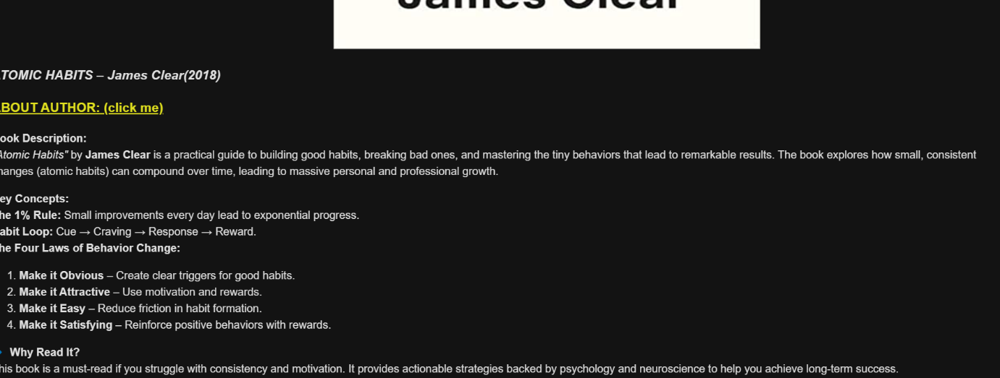 James Clear
TOMIC HABITS – James Clear(2018)
BOUT AUTHOR: (click me)
ook Description:
Atomic Habits" by James Clear is a practical guide to building good habits, breaking bad ones, and mastering the tiny behaviors that lead to remarkable results. The book explores how small, consistent
hanges (atomic habits) can compound over time, leading to massive personal and professional growth.
ey Concepts:
he 1% Rule: Small improvements every day lead to exponential progress.
abit Loop: Cue → Craving → Response → Reward.
he Four Laws of Behavior Change:
1. Make it Obvious – Create clear triggers for good habits.
2. Make it Attractive – Use motivation and rewards.
3. Make it Easy – Reduce friction in habit formation.
4. Make it Satisfying – Reinforce positive behaviors with rewards.
Why Read It?
his book is a must-read if you struggle with consistency and motivation. It provides actionable strategies backed by psychology and neuroscience to help you achieve long-term success.